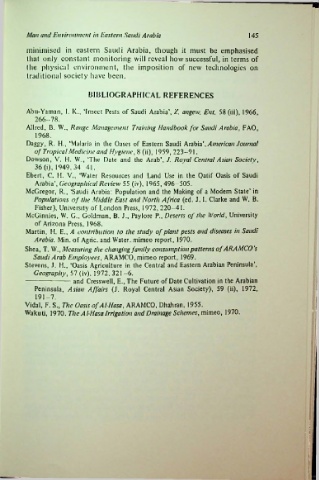 Man and Environment in Eastern Saudi Arabia 145
minimised in eastern Saudi Arabia, though it must be emphasised
that only constant monitoring will reveal how successful, in terms of
the physical environment, the imposition of new technologies on
traditional society have been.
BIBLIOGRAPHICAL REFERENCES
Abu-Yaman, I. K., 'Insect Pests of Saudi Arabia', Z. angew. Ent. 58 (iii), 1966,
266-78.
Allred, B. W., Range Management Training Handbook for Saudi Arabia, FAO,
1968.
Daggy, R. H., 'Malaria in the Oases of Eastern Saudi Arabia', American Journal
of Tropical Medicine and Hygiene, 8 (ii), 1959, 223-91.
Dowson, V. H. W., 'The Date and the Arab', J. Royal Central Asian Society,
36 (i), 1949, 34-41.
Ebert, C. H. V., 'Water Resources and Land Use in the Qatif Oasis of Saudi
Arabia', Geographical Review 55 (iv), 1965, 496-505.
McGregor, R., 'Saudi Arabia: Population and the Making of a Modern State' in
Populations of the Middle East and North Africa (ed. J. I. Clarke and W. B.
Fisher), University of London Press, 1972, 220-41.
McGinnies, W. G., Goldman, B. J., Paylore P., Deserts of the World, University
of Arizona Press, 1968.
Martin, H. E., A contribution to the study of plant pests and diseases in Saudi
Arabia. Min. of Agric. and Water. mimeo report, 1970.
Shea, T. W., Measuring the changing family consumption patterns of ARAMCO's
Saudi Arab Employees, ARAMCO, mimeo report, 1969.
Stevens, J. H., 'Oasis Agriculture in the Central and Eastern Arabian Peninsula',
Geography, 57 (iv), 1972, 321-6.
——— and Cresswell, E., The Future of Date Cultivation in the Arabian
Peninsula, Asian Affairs (J. Royal Central Asian Society), 59 (ii), 1972,
191-7.
Vidal, F. S., The Oasis of Al-Hasa, ARAMCO, Dhahran, 1955.
Wakuti, 1970. The Al-Hasa Irrigation and Drainage Schemes, mimeo, 1970.